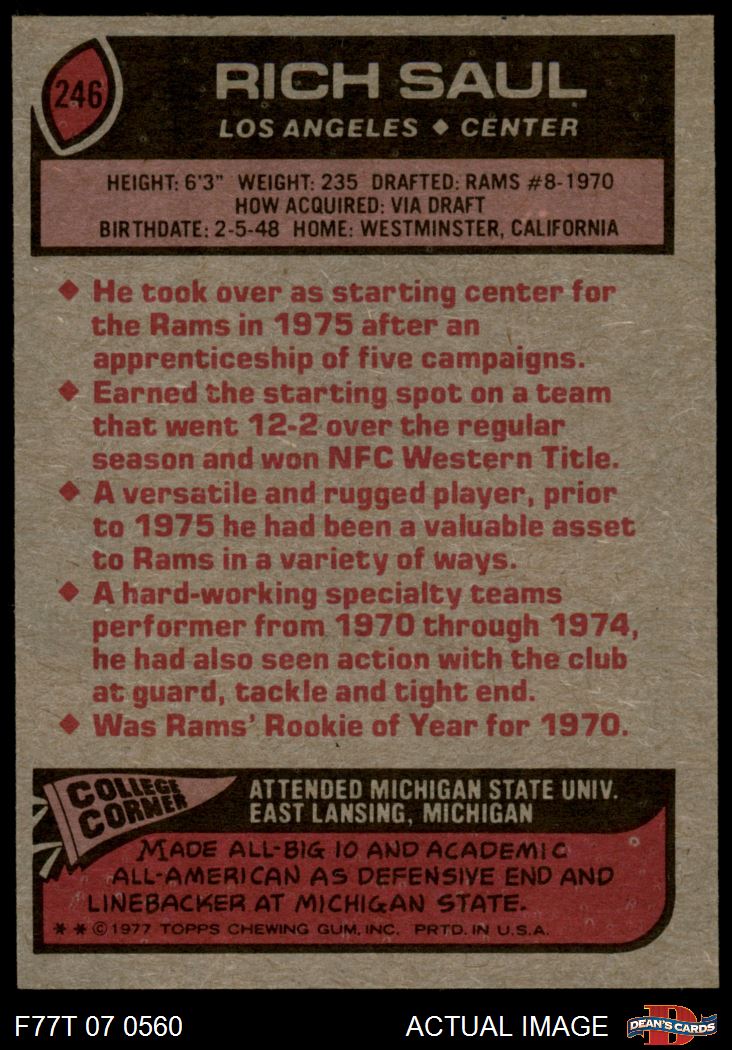 246
RICH SAUL
LOS ANGELES ◆ CENTER
HEIGHT: 6'3" WEIGHT: 235 DRAFTED: RAMS #8-1970
HOW ACQUIRED: VIA DRAFT
BIRTHDATE: 2-5-48 HOME: WESTMINSTER, CALIFORNIA
◆ He took over as starting center for
the Rams in 1975 after an
apprenticeship of five campaigns.
◆ Earned the starting spot on a team
that went 12-2 over the regular
season and won NFC Western Title.
◆ A versatile and rugged player, prior
to 1975 he had been a valuable asset
to Rams in a variety of ways.
◆ A hard-working specialty teams
performer from 1970 through 1974,
he had also seen action with the club
at guard, tackle and tight end.
◆ Was Rams' Rookie of Year for 1970.
COLLEGE
CORNER
ATTENDED MICHIGAN STATE UNIV.
EAST LANSING, MICHIGAN
MADE ALL-BIG 10 AND ACADEMIC
ALL-AMERICAN AS DEFENSIVE END AND
LINEBACKER AT MICHIGAN STATE.
* * © 1977 TOPPS CHEWING GUM, INC. PRTD. IN U.S.A.
F77T 07 0560
ACTUAL IMAGE
D
DEAN'S CARDS